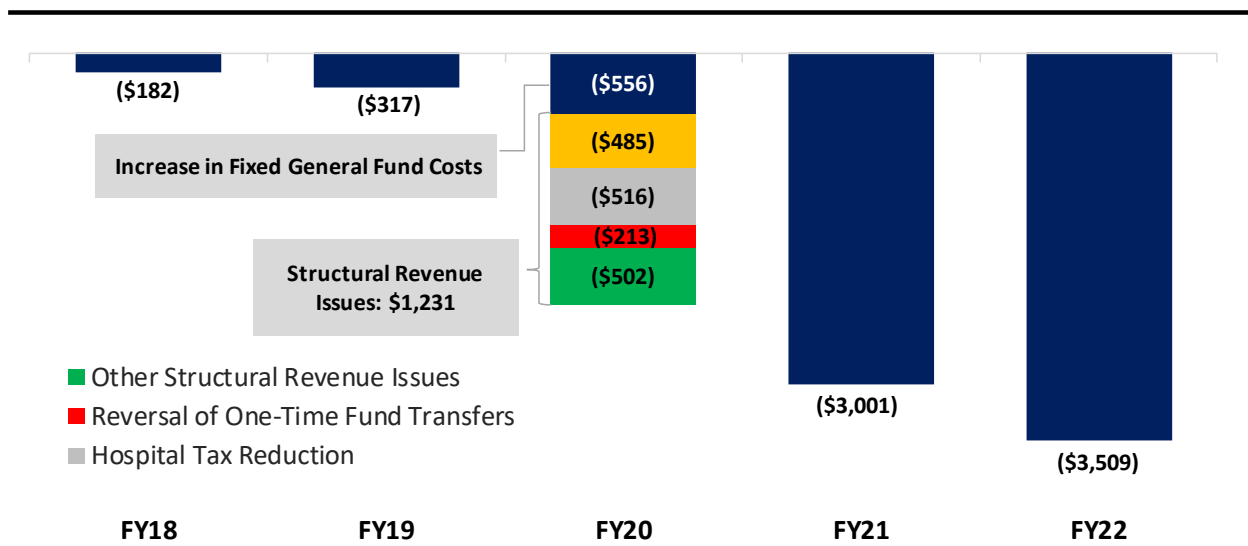 ($182)
($317)
($556)
($485)
($516)
($213)
($502)
Increase in Fixed General Fund Costs
Structural Revenue
Issues: $1,231
($3,001)
($3,509)
Other Structural Revenue Issues
Reversal of One-Time Fund Transfers
Hospital Tax Reduction
FY18
FY19
FY20
FY21
FY22